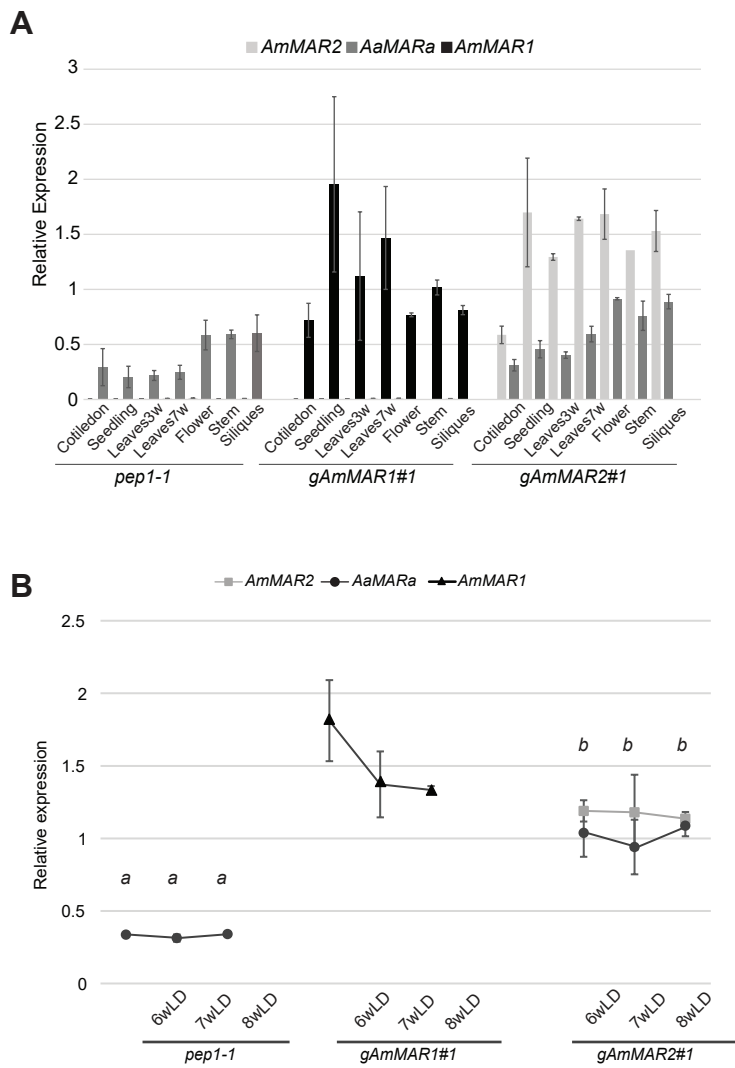 A
AmMAR2 AaMARa AmMAR1
3
2.5
2
1.5
1
0.5
0
Relative Expression
Cotiledon Seedling Leaves3w Leaves7w Flower Stem Siliques
Cotiledon Seedling Leaves3w Leaves7w Flower Stem Siliques
Cotiledon Seedling Leaves3w Leaves7w Flower Stem Siliques
pep1-1 gAmMAR1#1 gAmMAR2#1
B
AmMAR2 AaMARa AmMAR1
2.5
2
1.5
1
0.5
0
Relative expression
b b b
a a a
6wLD 7wLD 8wLD
6wLD 7wLD 8wLD
6wLD 7wLD 8wLD
pep1-1 gAmMAR1#1 gAmMAR2#1